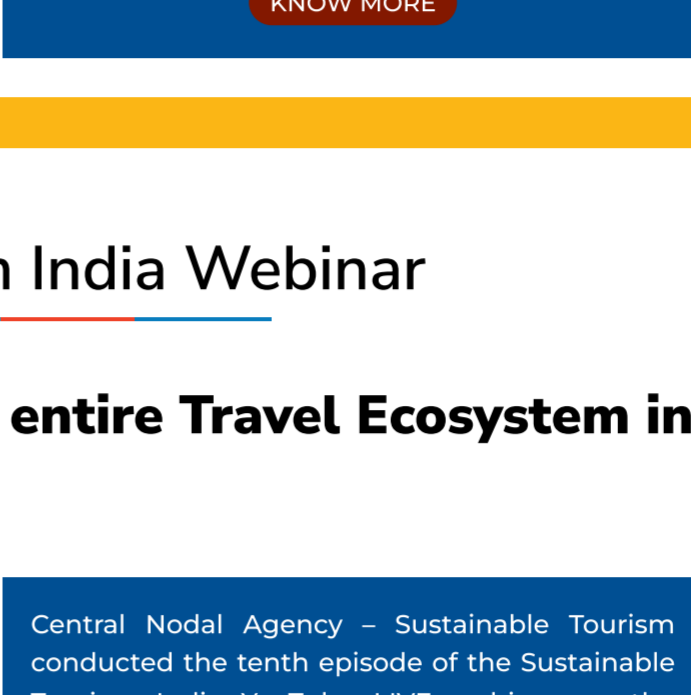 KNOW MORE
India Webinar
entire Travel Ecosystem in
Central Nodal Agency – Sustainable Tourism
conducted the tenth episode of the Sustainable